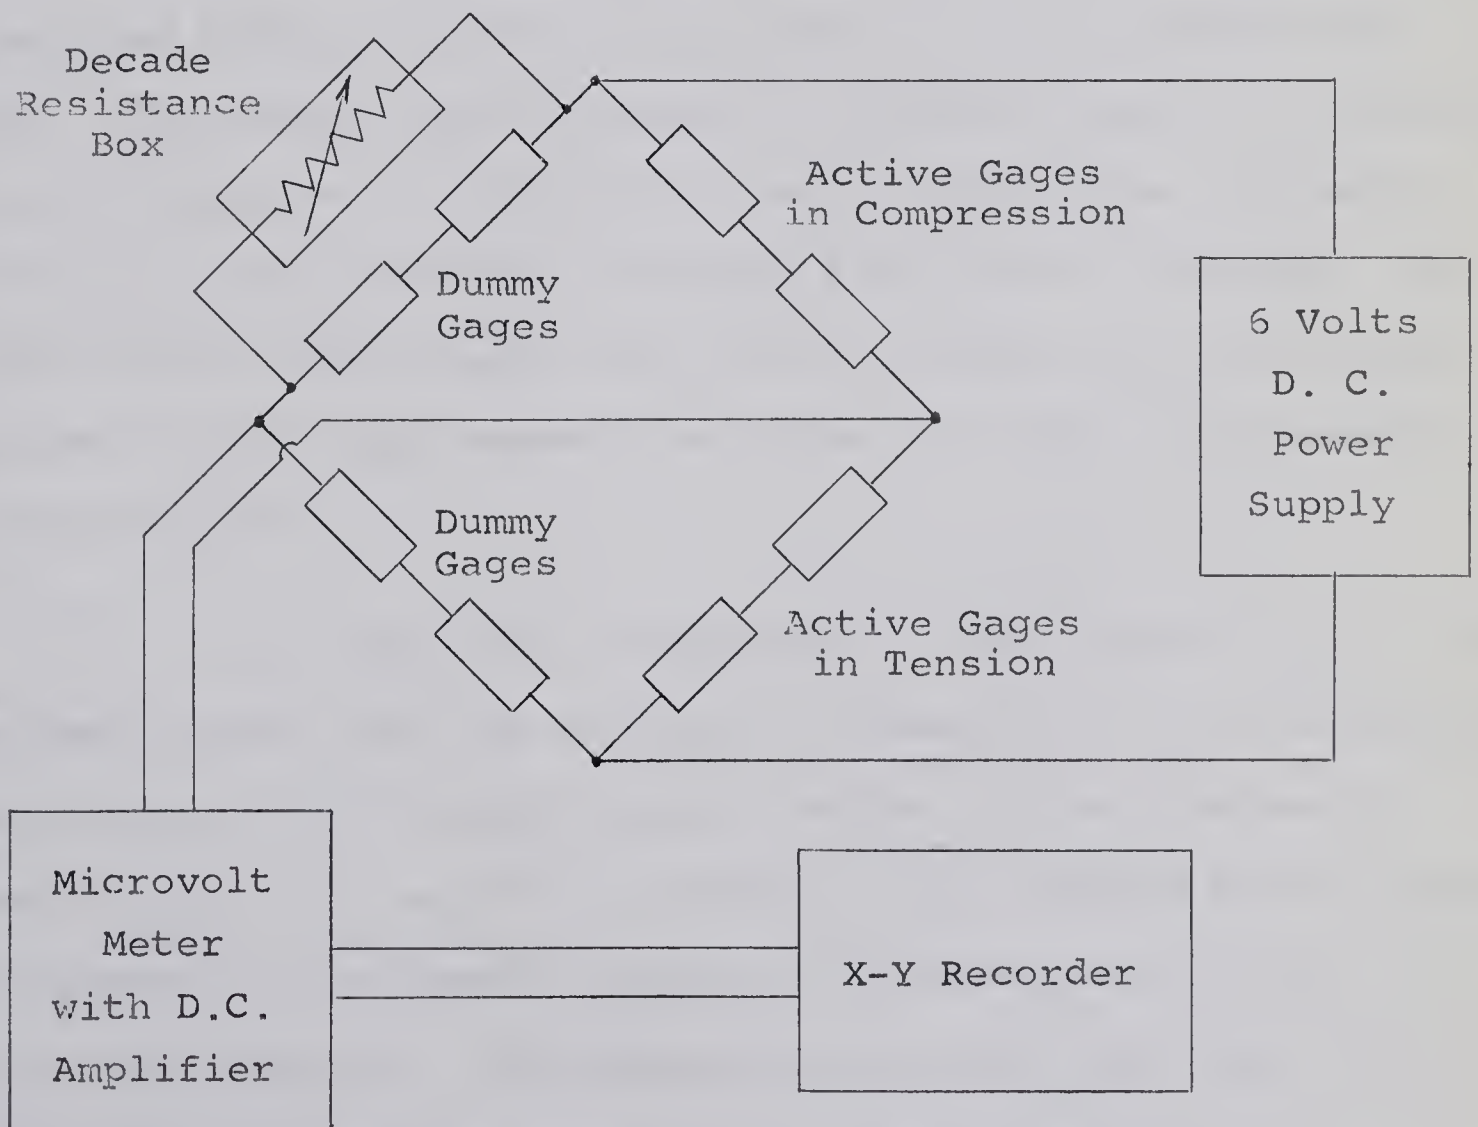 Decade
Resistance
Box
Active Gages
in Compression
Dummy
Gages
6 Volts
D. C.
Power
Supply
Dummy
Gages
Active Gages
in Tension
Microvolt
Meter
with D.C.
Amplifier
X-Y Recorder